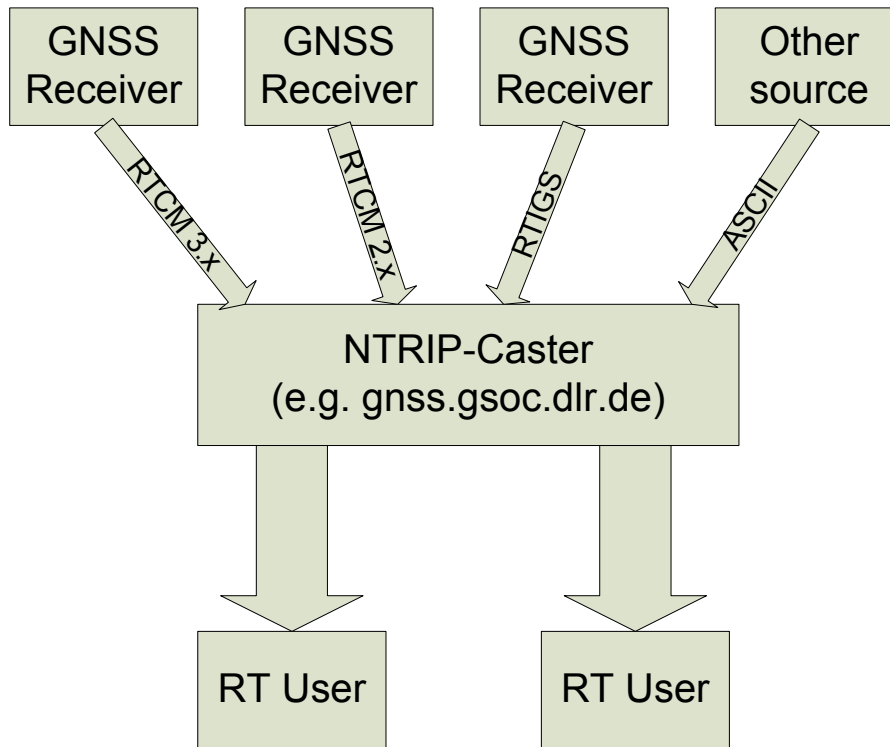 GNSS
Receiver
GNSS
Receiver
GNSS
Receiver
Other
source
RTCM 3.x
RTCM 2.x
RTIGS
ASCII
NTRIP-Caster
(e.g. gnss.gsoc.dlr.de)
RT User
RT User